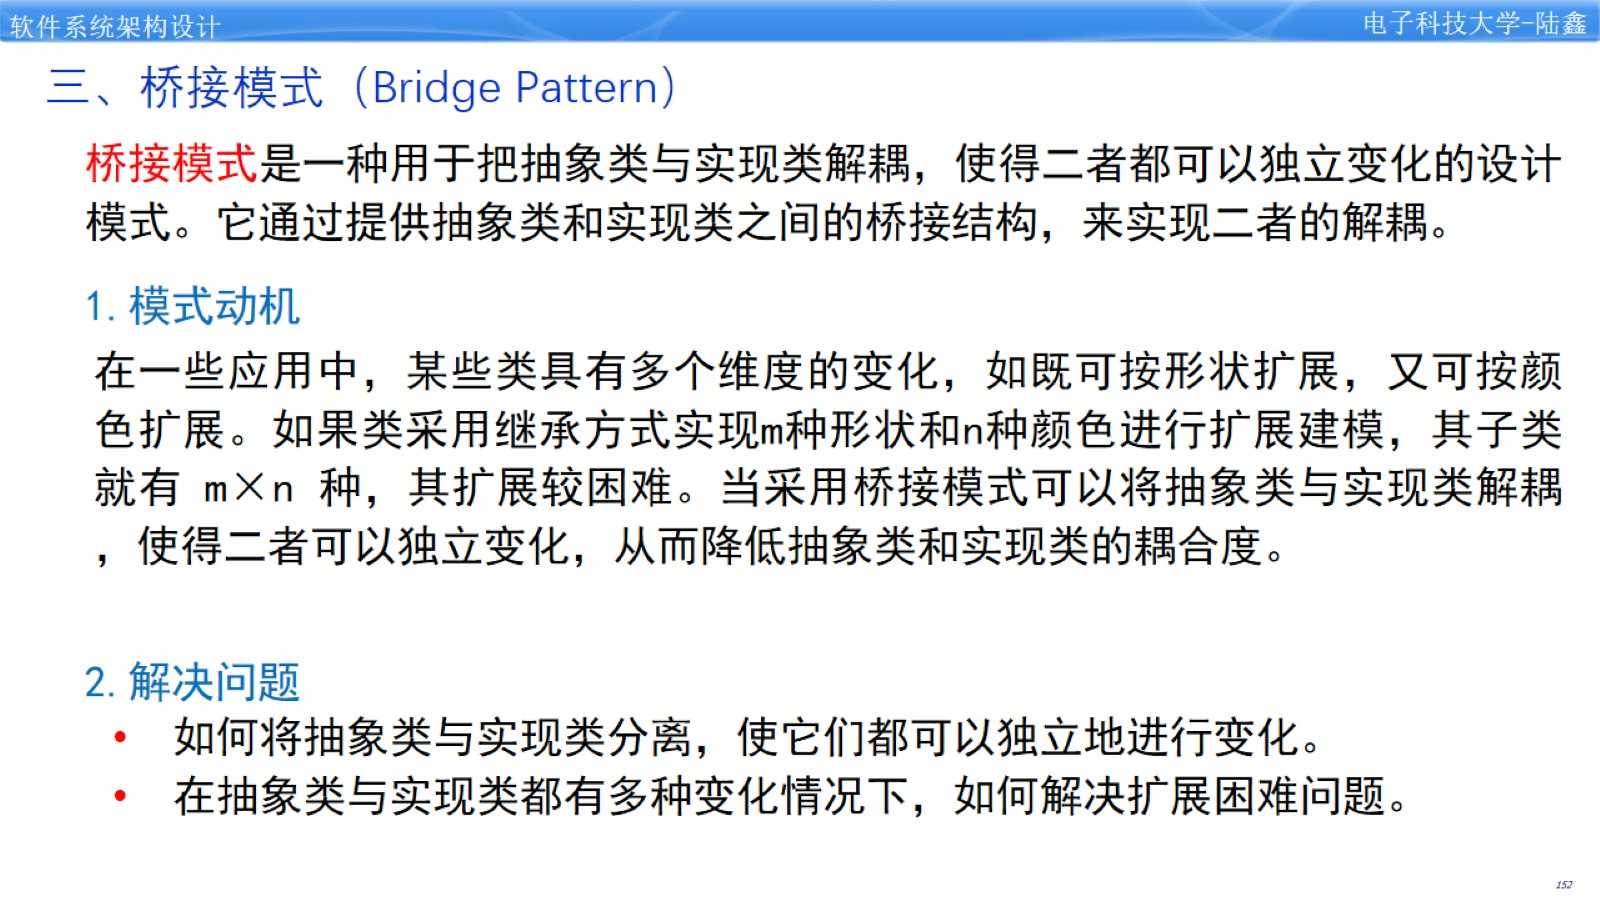 软件系统架构设计
电子科技大学-陆鑫
三、桥接模式（Bridge Pattern）
桥接模式是一种用于把抽象类与实现类解耦，使得二者都可以独立变化的设计
模式。它通过提供抽象类和实现类之间的桥接结构，来实现二者的解耦。
1.模式动机
在一些应用中，某些类具有多个维度的变化，如既可按形状扩展，又可按颜
色扩展。如果类采用继承方式实现m种形状和n种颜色进行扩展建模，其子类
就有 m×n 种，其扩展较困难。当采用桥接模式可以将抽象类与实现类解耦
，使得二者可以独立变化，从而降低抽象类和实现类的耦合度。
2.解决问题
• 如何将抽象类与实现类分离，使它们都可以独立地进行变化。
• 在抽象类与实现类都有多种变化情况下，如何解决扩展困难问题。
152